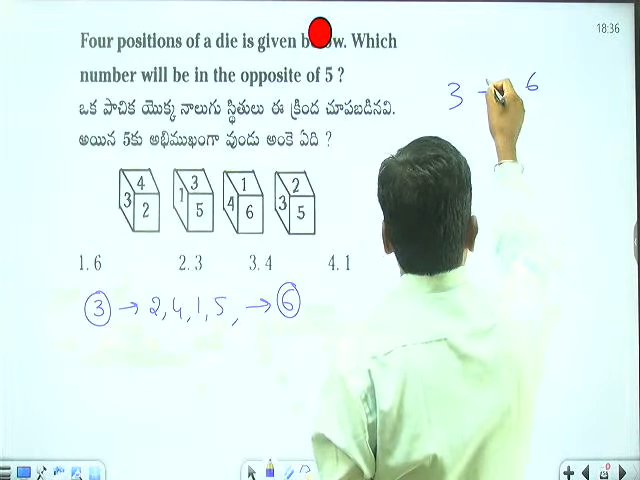 18:36
Four positions of a die is given b w. Which
number will be in the opposite of 5 ?
ఒక పాచిక యొక్క నాలుగు స్థితులు ఈ క్రింద చూపబడినవి.
అయిన 5కు అభిముఖంగా వుండు అంకె ఏది ?
3 6
4 3 2
3 1 5
1 4 6
2 3 5
1. 6 2. 3 3. 4 4. 1
3 → 2, 4, 1, 5, → 6